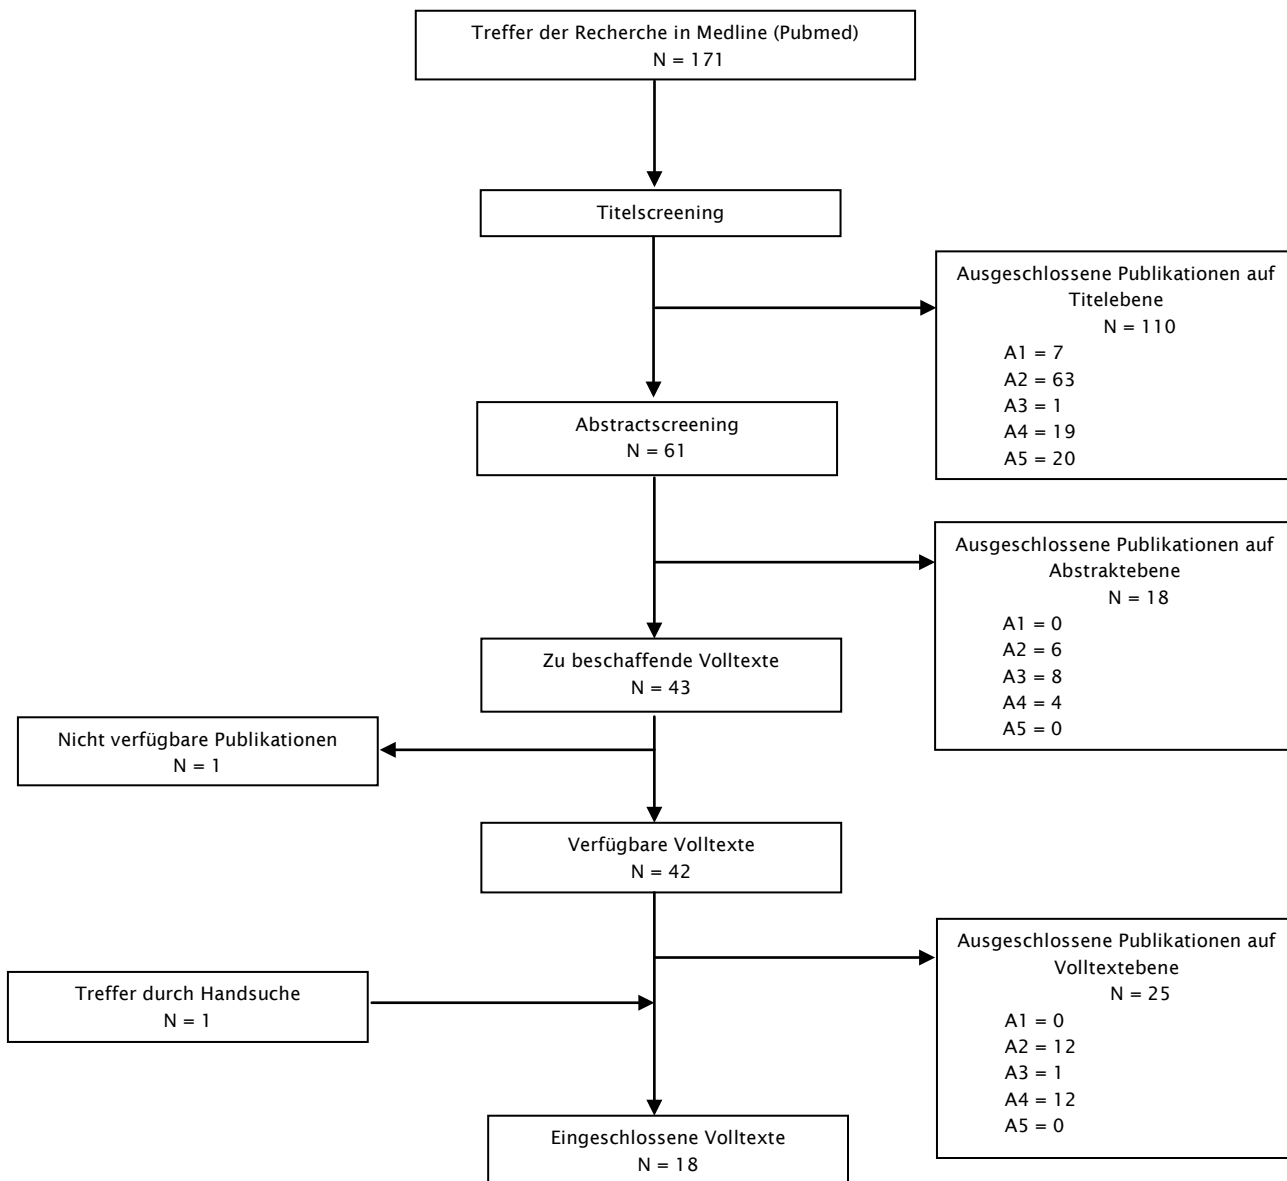 Treffer der Recherche in Medline (Pubmed)
N = 171
Titelscreening
Ausgeschlossene Publikationen auf
Titelebene
N = 110
A1 = 7
A2 = 63
A3 = 1
A4 = 19
A5 = 20
Abstractscreening
N = 61
Ausgeschlossene Publikationen auf
Abstraktebene
N = 18
A1 = 0
A2 = 6
A3 = 8
A4 = 4
A5 = 0
Zu beschaffende Volltexte
N = 43
Nicht verfügbare Publikationen
N = 1
Verfügbare Volltexte
N = 42
Ausgeschlossene Publikationen auf
Volltextebene
N = 25
A1 = 0
A2 = 12
A3 = 1
A4 = 12
A5 = 0
Treffer durch Handsuche
N = 1
Eingeschlossene Volltexte
N = 18